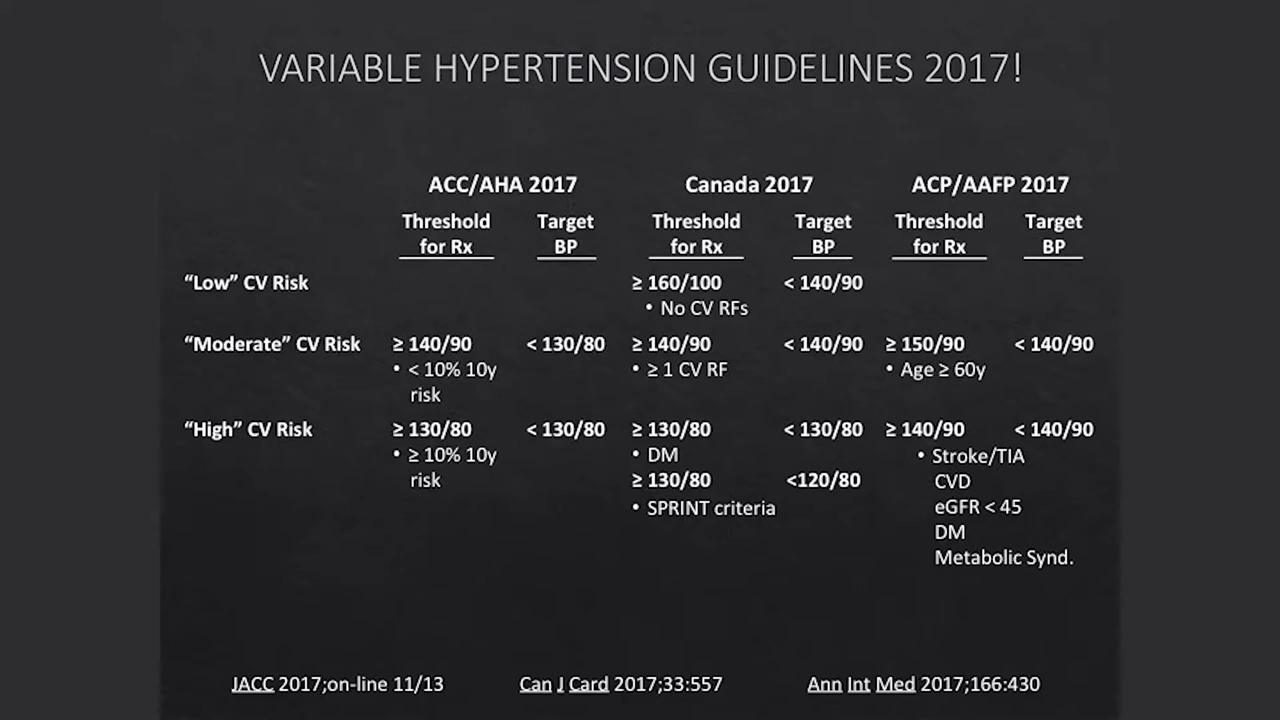 VARIABLE HYPERTENSION GUIDELINES 2017!
ACC/AHA 2017 Canada 2017 ACP/AAFP 2017
Threshold Target Threshold Target Threshold Target
for Rx BP for Rx BP for Rx BP
“Low” CV Risk ≥ 160/100 < 140/90
• No CV RFs
“Moderate” CV Risk ≥ 140/90 < 130/80 ≥ 140/90 < 140/90 ≥ 150/90 < 140/90
• < 10% 10y • ≥ 1 CV RF • Age ≥ 60y
risk
“High” CV Risk ≥ 130/80 < 130/80 ≥ 130/80 < 130/80 ≥ 140/90 < 140/90
• ≥ 10% 10y • DM • Stroke/TIA
risk ≥ 130/80 <120/80 CVD
• SPRINT criteria eGFR < 45
DM
Metabolic Synd.
JACC 2017;on-line 11/13 Can J Card 2017;33:557 Ann Int Med 2017;166:430